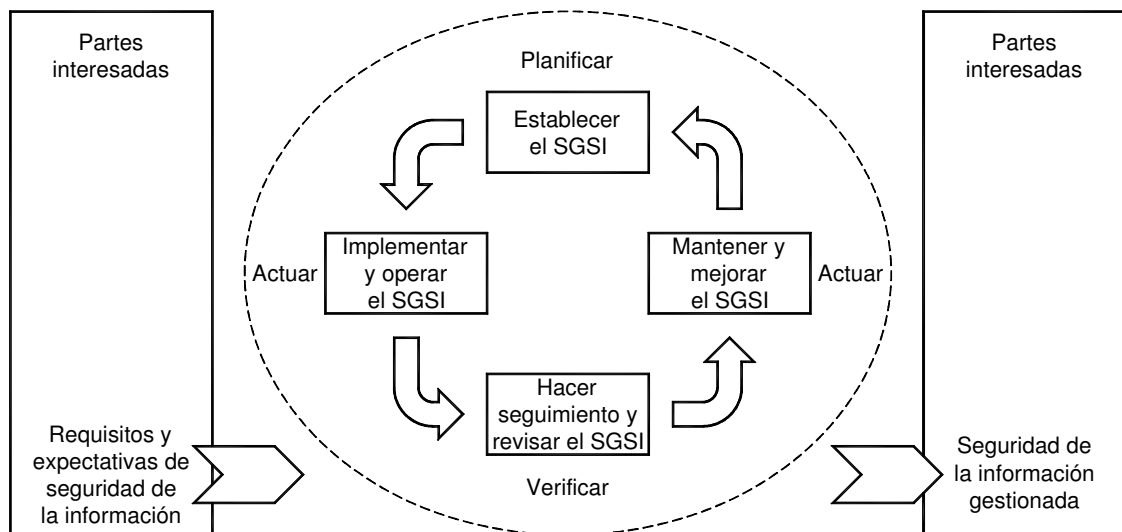 Partes
interesadas
Planificar
Partes
interesadas
Establecer
el SGSI
Actuar
Implementar
y operar
el SGSI
Mantener y
mejorar
el SGSI
Actuar
Hacer
seguimiento y
revisar el SGSI
Verificar
Requisitos y
expectativas de
seguridad de
la información
Seguridad de
la información
gestionada